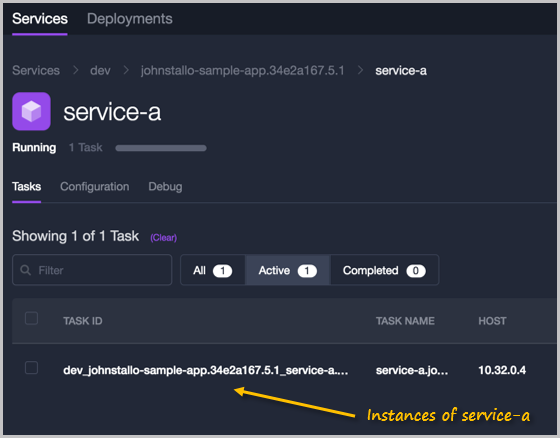 Services Deployments
Services > dev > johnstallo-sample-app.34e2a167.5.1 > service-a
service-a
Running 1 Task
Tasks Configuration Debug
Showing 1 of 1 Task (Clear)
Filter All 1 Active 1 Completed 0
TASK ID TASK NAME HOST
dev_johnstallo-sample-app.34e2a167.5.1_service-a.... service-a.jo... 10.32.0.4
Instances of service-a